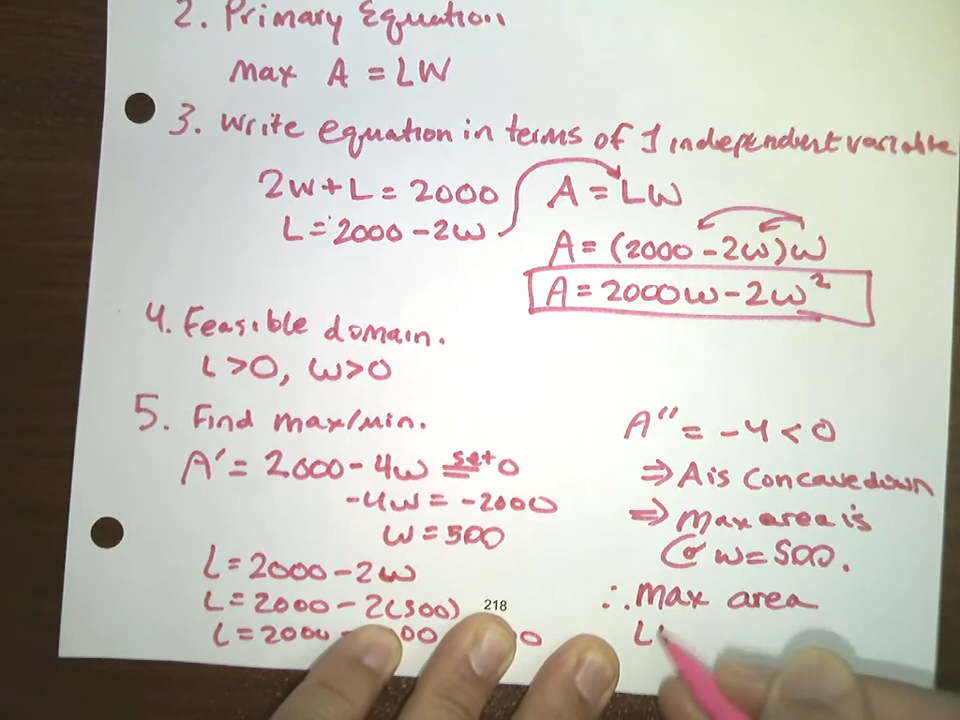 2. Primary Equation
max A = LW
3. Write equation in terms of 1 independent variable
2W + L = 2000
L = 2000 - 2W
A = LW
A = (2000 - 2W)W
A = 2000W - 2W²
4. Feasible domain.
L > 0, W > 0
5. Find max/min.
A' = 2000 - 4W set= 0
-4W = -2000
W = 500
L = 2000 - 2W
L = 2000 - 2(500)
L = 2000 -
218
A'' = -4 < 0
⇒ A is concave down
⇒ Max area is
@ W = 500.
∴ Max area